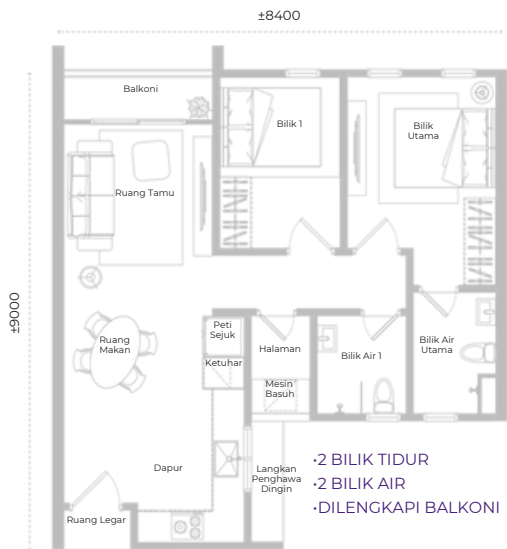 ±8400
Balkoni
Bilik 1
Bilik
Utama
Ruang Tamu
±9000
Peti
Sejuk
Ruang
Makan
Halaman
Bilik Air 1
Bilik Air
Utama
Ketuhar
Mesin
Basuh
Dapur
Langkan
Penghawa
Dingin
Ruang Legar
•2 BILIK TIDUR
•2 BILIK AIR
•DILENGKAPI BALKONI